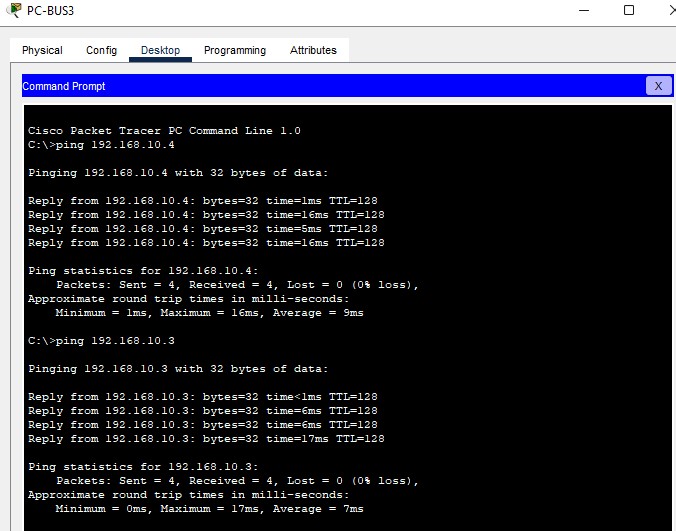 PC-BUS3
Physical Config Desktop Programming Attributes
Command Prompt X
Cisco Packet Tracer PC Command Line 1.0
C:\>ping 192.168.10.4
Pinging 192.168.10.4 with 32 bytes of data:
Reply from 192.168.10.4: bytes=32 time=1ms TTL=128
Reply from 192.168.10.4: bytes=32 time=16ms TTL=128
Reply from 192.168.10.4: bytes=32 time=5ms TTL=128
Reply from 192.168.10.4: bytes=32 time=16ms TTL=128
Ping statistics for 192.168.10.4:
Packets: Sent = 4, Received = 4, Lost = 0 (0% loss),
Approximate round trip times in milli-seconds:
Minimum = 1ms, Maximum = 16ms, Average = 9ms
C:\>ping 192.168.10.3
Pinging 192.168.10.3 with 32 bytes of data:
Reply from 192.168.10.3: bytes=32 time<1ms TTL=128
Reply from 192.168.10.3: bytes=32 time=6ms TTL=128
Reply from 192.168.10.3: bytes=32 time=6ms TTL=128
Reply from 192.168.10.3: bytes=32 time=17ms TTL=128
Ping statistics for 192.168.10.3:
Packets: Sent = 4, Received = 4, Lost = 0 (0% loss),
Approximate round trip times in milli-seconds:
Minimum = 0ms, Maximum = 17ms, Average = 7ms